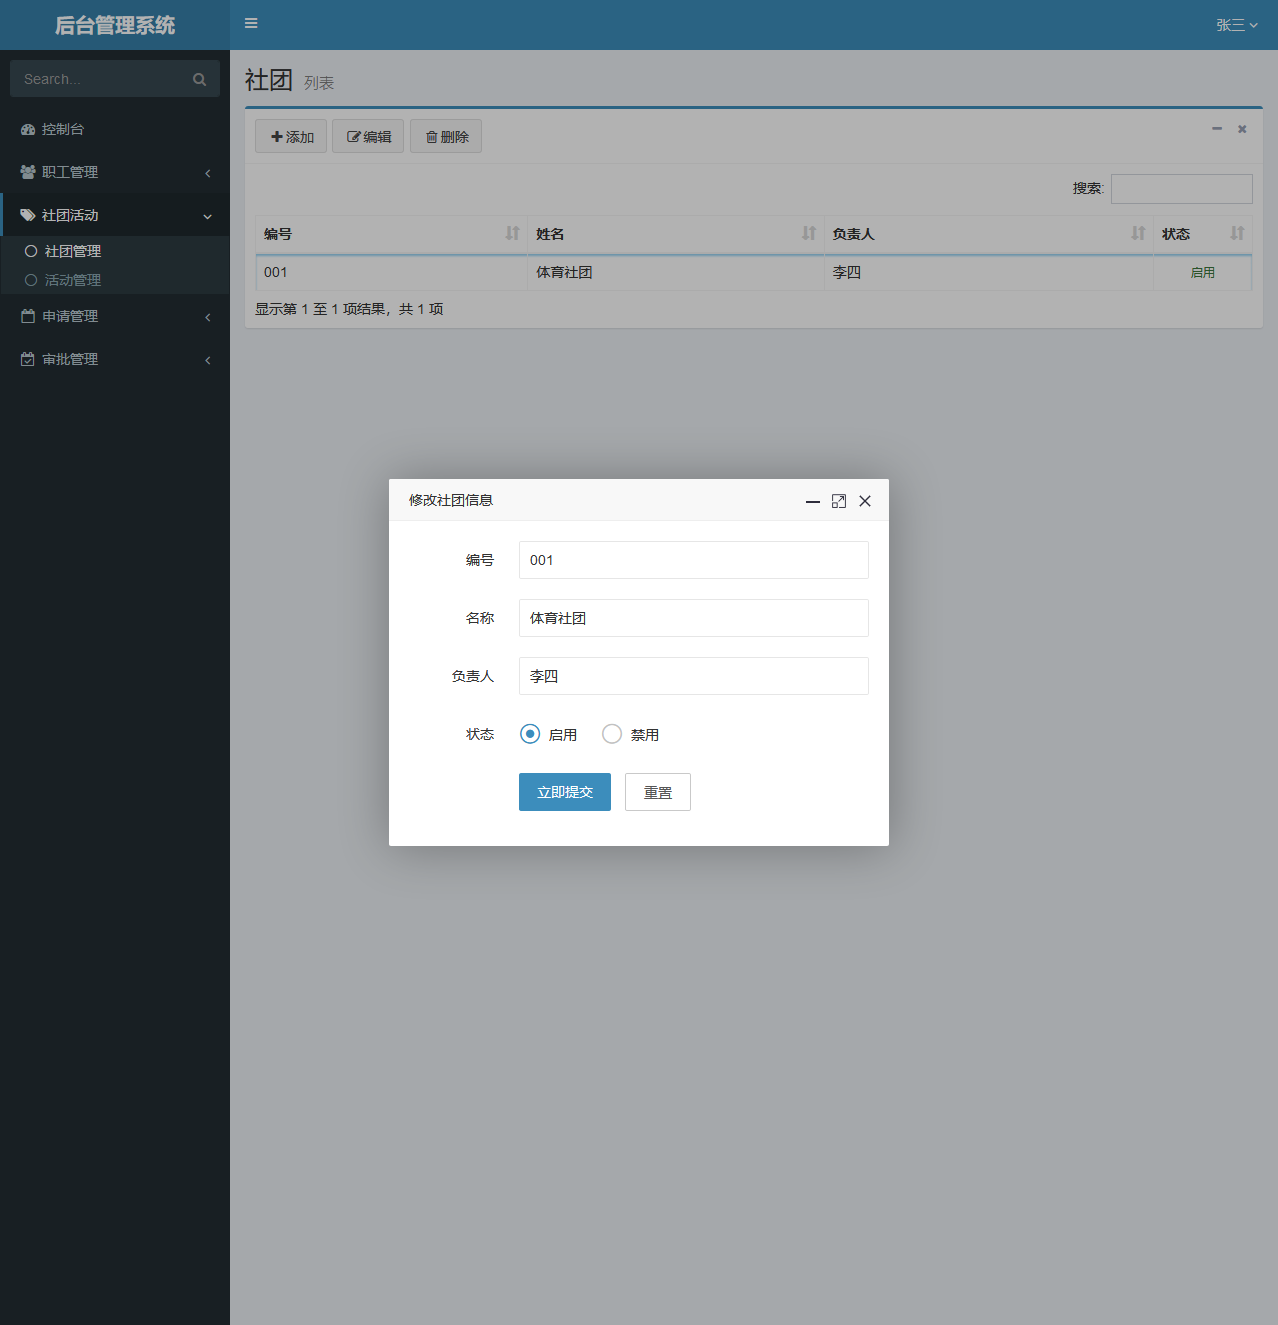 后台管理系统
张三
Search...
控制台
职工管理
社团活动
社团管理
活动管理
申请管理
审批管理
社团 列表
添加 编辑 删除
搜索:
编号 姓名 负责人 状态
001 体育社团 李四 启用
显示第 1 至 1 项结果，共 1 项
修改社团信息
编号 001
名称 体育社团
负责人 李四
状态 启用 禁用
立即提交 重置